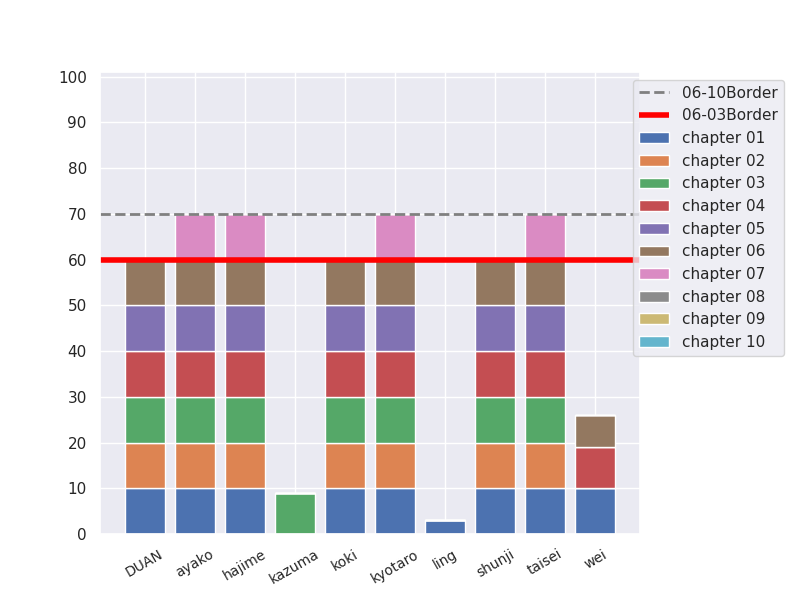 100
90
80
70
60
50
40
30
20
10
0
DUAN
ayako
hajime
kazuma
koki
kyotaro
ling
shunji
taisei
wei
06-10Border
06-03Border
chapter 01
chapter 02
chapter 03
chapter 04
chapter 05
chapter 06
chapter 07
chapter 08
chapter 09
chapter 10